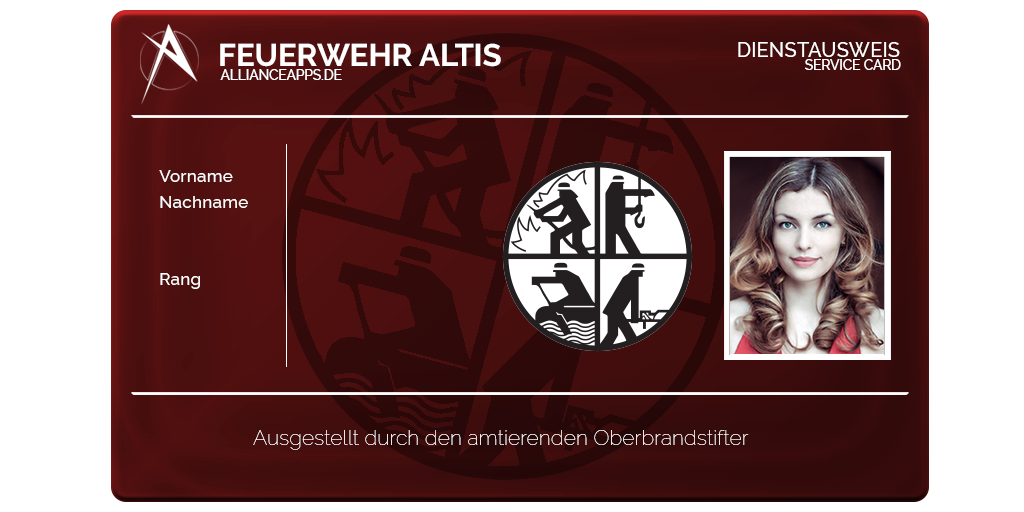 FEUERWEHR ALTIS
ALLIANCEAPPS.DE
DIENSTAUSWEIS
SERVICE CARD
Vorname
Nachname
Rang
Ausgestellt durch den amtierenden Oberbrandstifter